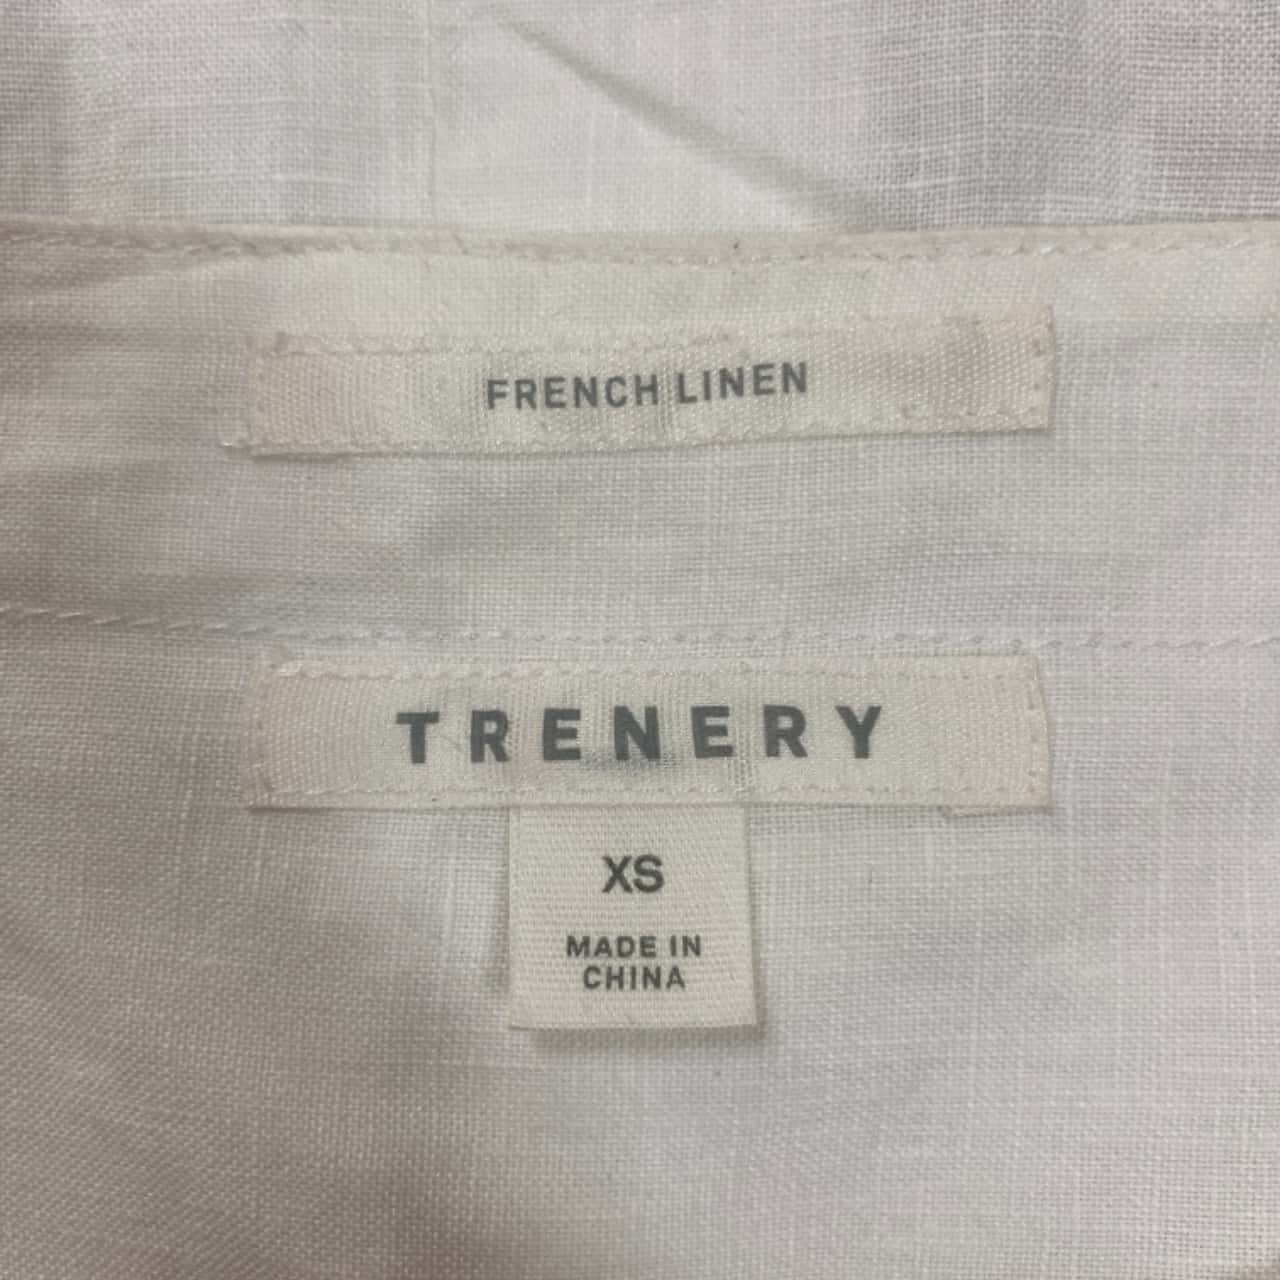 FRENCH LINEN
TRENERY
XS
MADE IN
CHINA